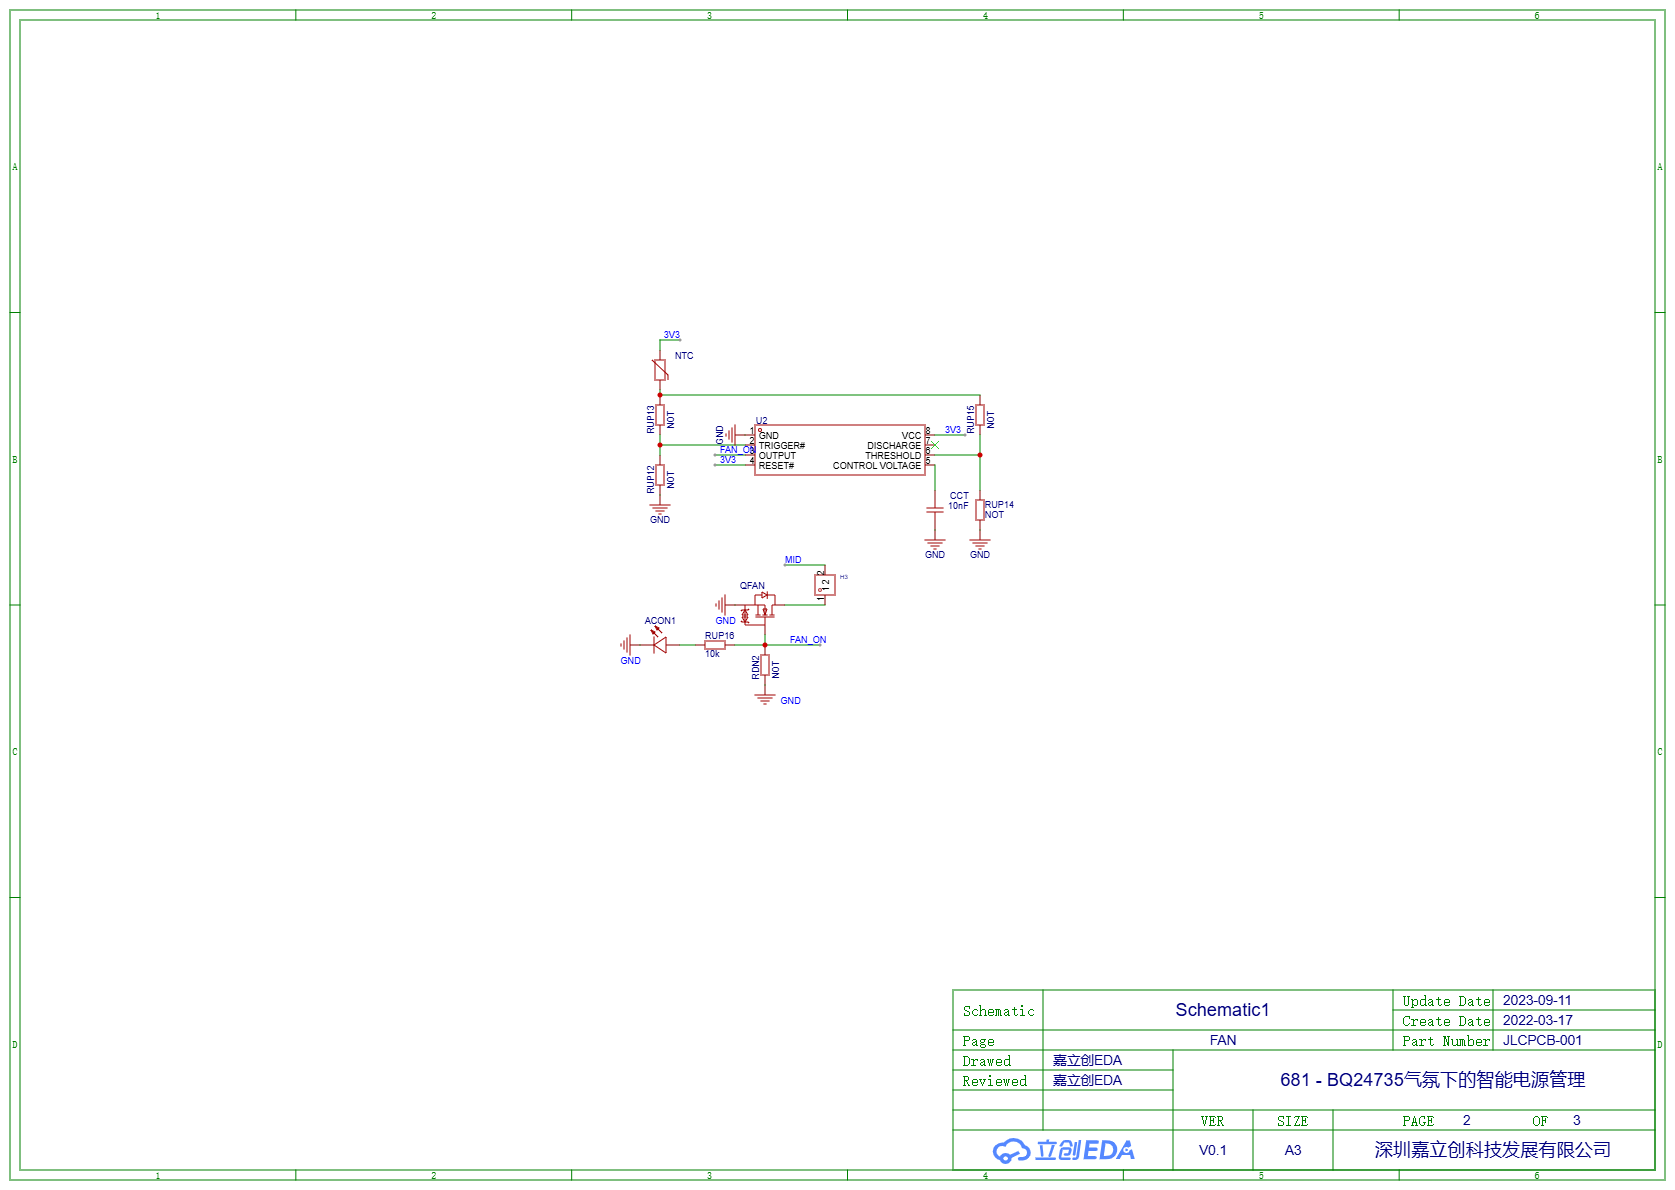 1 2 3 4 5 6
A A
B B
C C
D D
3V3
NTC
RUP13
NOT
RUP12
NOT
GND
GND
U2
1 GND
2 TRIGGER#
3 OUTPUT
4 RESET#
FAN_ON
3V3
VCC 8
DISCHARGE 7
THRESHOLD 6
CONTROL VOLTAGE 5
3V3
RUP15
NOT
CCT
10nF
GND
RUP14
NOT
GND
MID
H3
2
1 2
1
QFAN
GND
ACON1
GND
RUP16
10k
FAN_ON
RDN2
NOT
GND
Schematic
Schematic1
Update Date 2023-09-11
Create Date 2022-03-17
Page FAN
Part Number JLCPCB-001
Drawed 嘉立创EDA
Reviewed 嘉立创EDA
681 - BQ24735气氛下的智能电源管理
VER SIZE PAGE 2 OF 3
立创EDA
V0.1 A3 深圳嘉立创科技发展有限公司
1 2 3 4 5 6